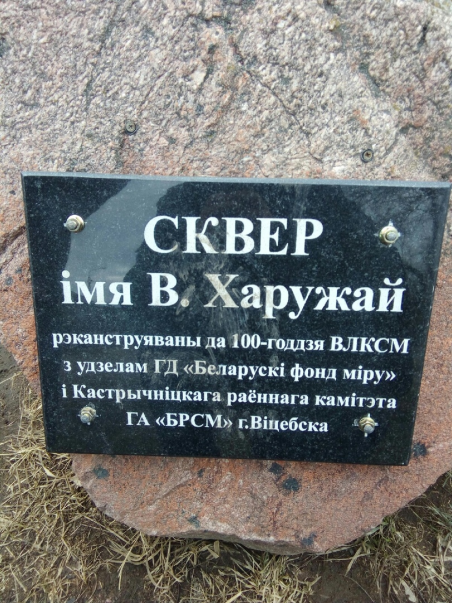 СКВЕР
імя В. Харужай
рэканструяваны да 100-годдзя ВЛКСМ
з удзелам ГД «Беларускі фонд міру»
і Кастрычніцкага раённага камітэта
ГА «БРСМ» г.Віцебска